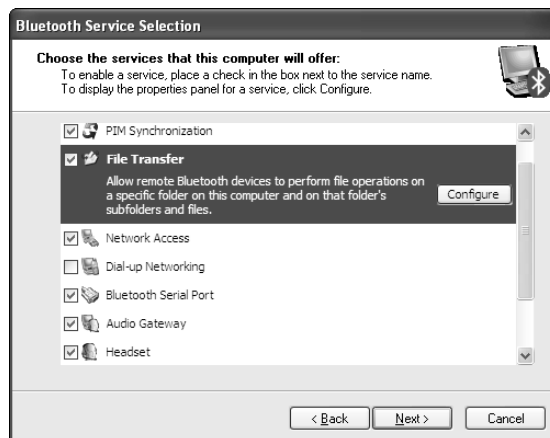 Bluetooth Service Selection
Choose the services that this computer will offer:
To enable a service, place a check in the box next to the service name.
To display the properties panel for a service, click Configure.
PIM Synchronization
File Transfer
Allow remote Bluetooth devices to perform file operations on
a specific folder on this computer and on that folder's
subfolders and files.
Configure
Network Access
Dial-up Networking
Bluetooth Serial Port
Audio Gateway
Headset
< Back
Next >
Cancel